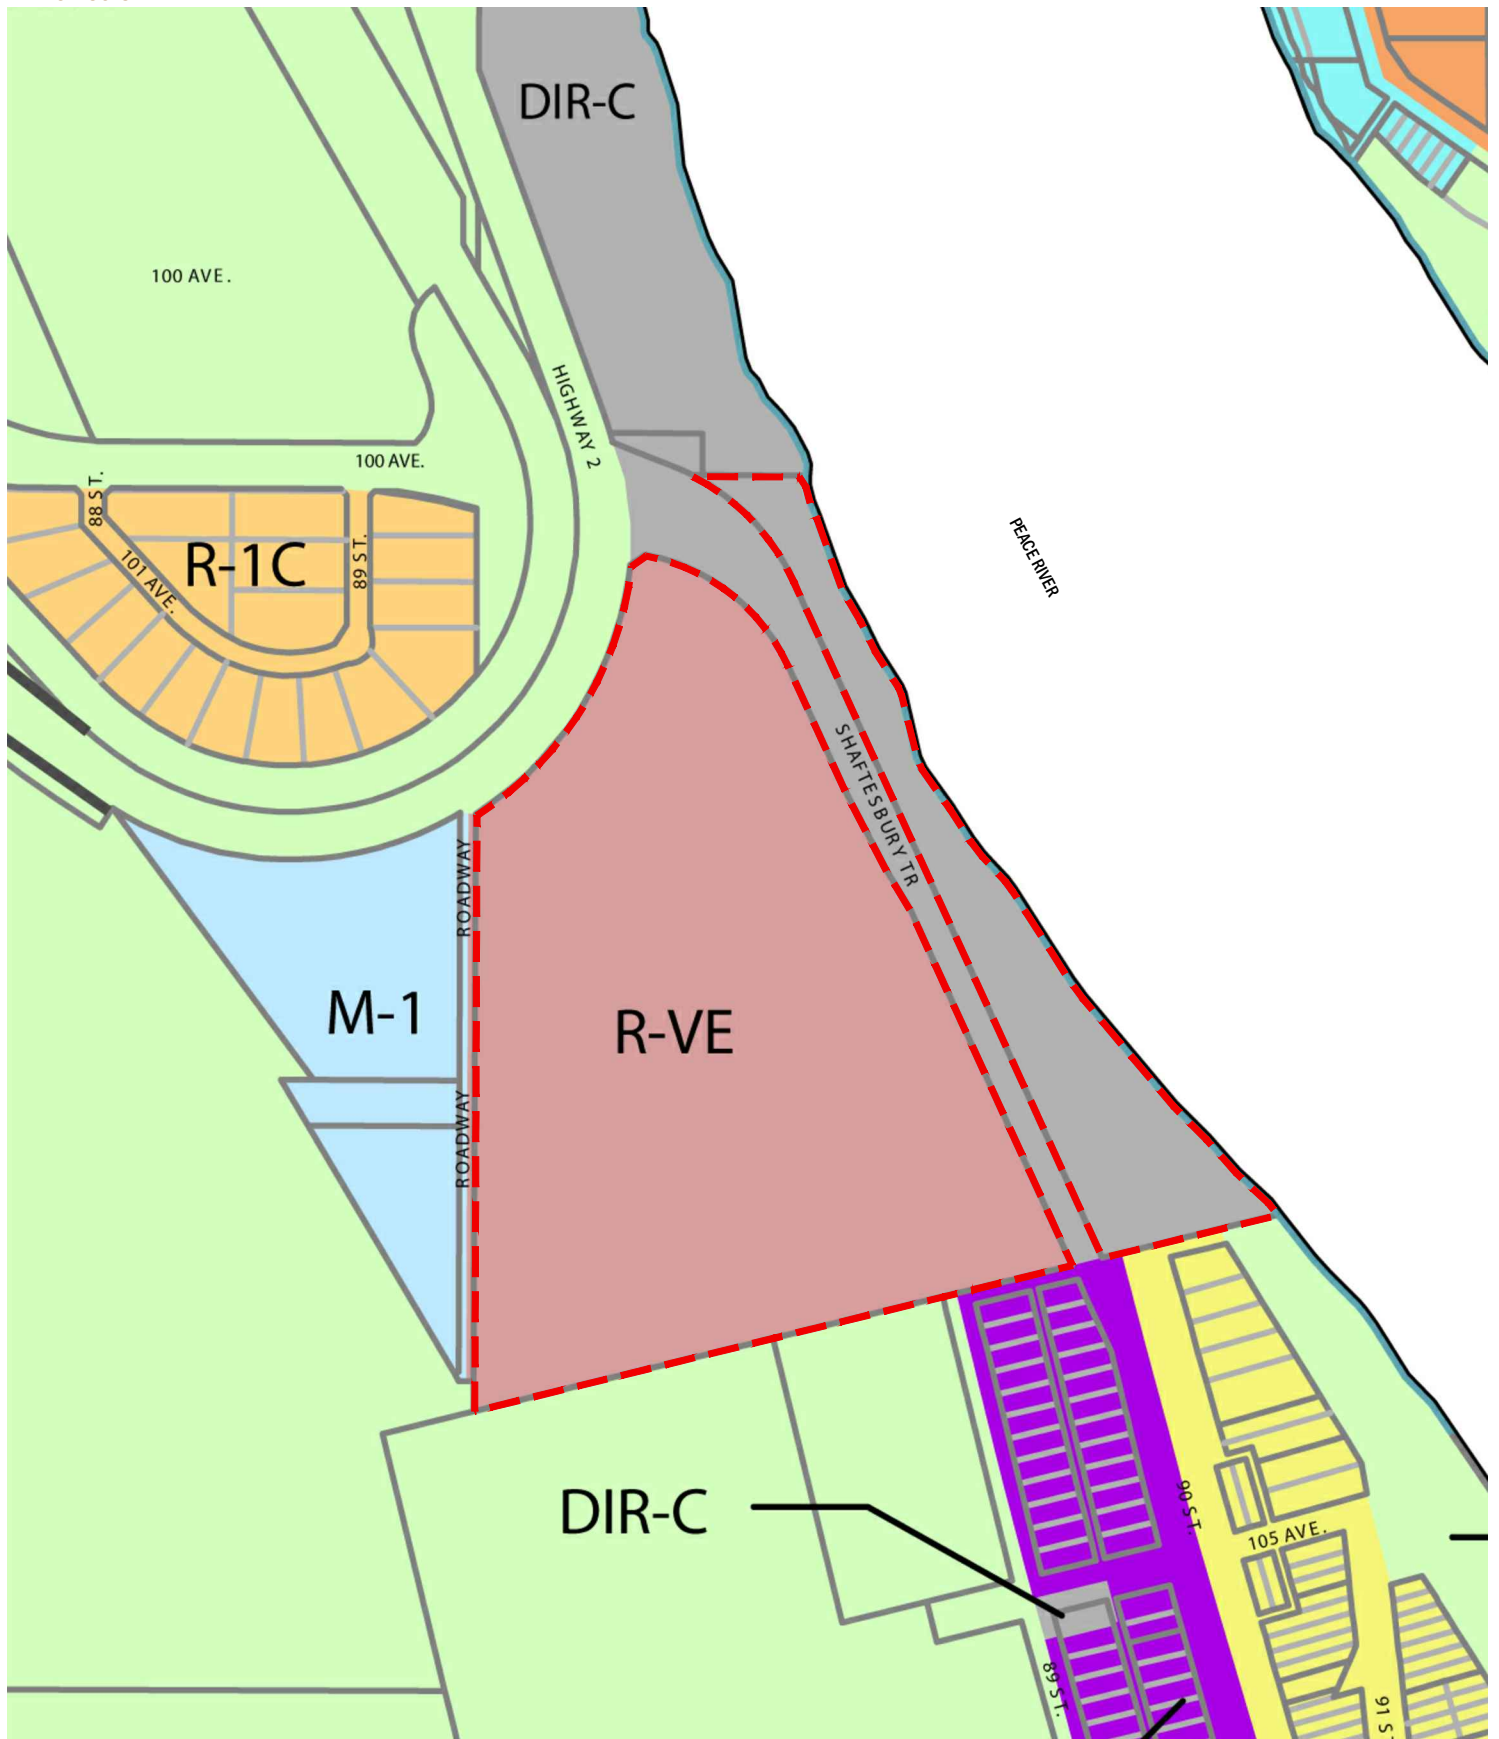 DIR-C
100 AVE.
HIGHWAY 2
100 AVE.
88 ST.
R-1C
89 ST.
101 AVE.
PEACE RIVER
SHAFTESBURY TR
ROADWAY
M-1
R-VE
ROADWAY
DIR-C
90 ST.
105 AVE.
89 ST.
91 S